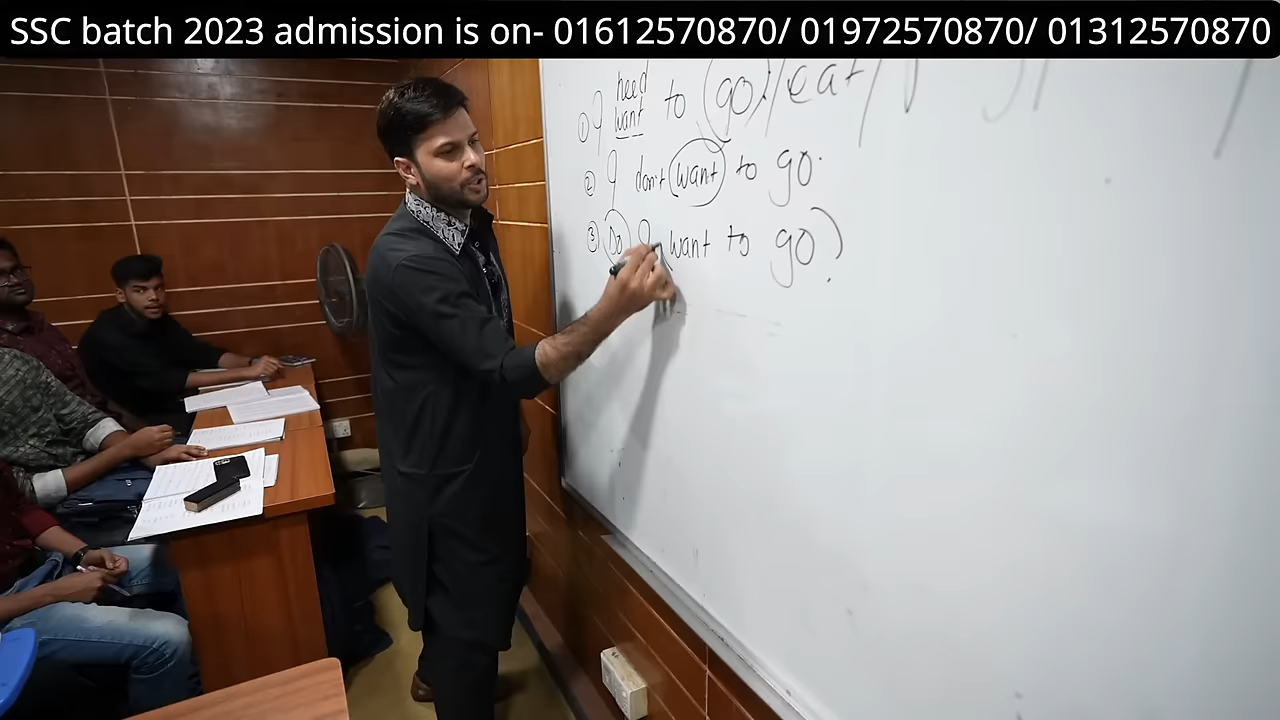 SSC batch 2023 admission is on- 01612570870/ 01972570870/ 01312570870
need
① I want to go/eat/
② I don't want to go.
③ Do I want to go?